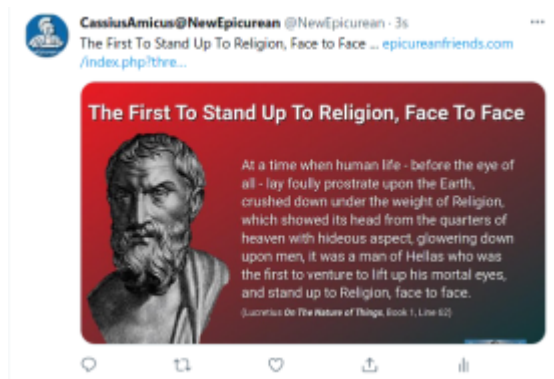 CassiusAmicus@NewEpicurean @NewEpicurean · 3s
The First To Stand Up To Religion, Face to Face ... epicureanfriends.com
/index.php?thre...
The First To Stand Up To Religion, Face To Face
At a time when human life - before the eye of
all - lay foully prostrate upon the Earth,
crushed down under the weight of Religion,
which showed its head from the quarters of
heaven with hideous aspect, glowering down
upon men, it was a man of Hellas who was
the first to venture to lift up his mortal eyes,
and stand up to Religion, face to face.
(Lucretius On The Nature of Things, Book 1, Line 62)